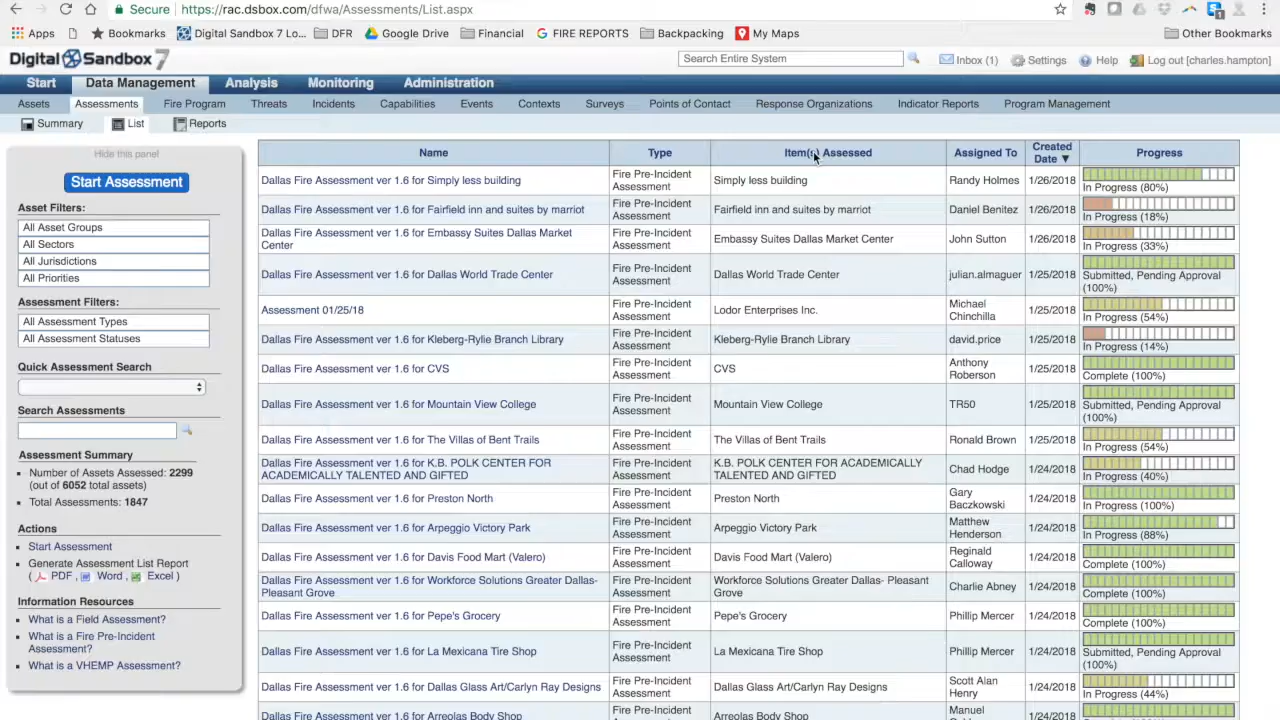 Secure https://rac.dsbox.com/dfwa/Assessments/List.aspx
Apps Bookmarks Digital Sandbox 7 Lo... DFR Google Drive Financial FIRE REPORTS Backpacking My Maps Other Bookmarks
Digital Sandbox 7 Search Entire System Inbox (1) Settings Help Log out [charles.hampton]
Start Data Management Analysis Monitoring Administration
Assets Assessments Fire Program Threats Incidents Capabilities Events Contexts Surveys Points of Contact Response Organizations Indicator Reports Program Management
Summary List Reports
Hide this panel
Start Assessment
Asset Filters:
All Asset Groups
All Sectors
All Jurisdictions
All Priorities
Assessment Filters:
All Assessment Types
All Assessment Statuses
Quick Assessment Search
Search Assessments
Assessment Summary
Number of Assets Assessed: 2299
(out of 6052 total assets)
Total Assessments: 1847
Actions
Start Assessment
Generate Assessment List Report
( PDF , Word , Excel )
Information Resources
What is a Field Assessment?
What is a Fire Pre-Incident
Assessment?
What is a VHEMP Assessment?
Name Type Item(s) Assessed Assigned To Created Date ▼ Progress
Dallas Fire Assessment ver 1.6 for Simply less building Fire Pre-Incident Assessment Simply less building Randy Holmes 1/26/2018 In Progress (80%)
Dallas Fire Assessment ver 1.6 for Fairfield inn and suites by marriot Fire Pre-Incident Assessment Fairfield inn and suites by marriot Daniel Benitez 1/26/2018 In Progress (18%)
Dallas Fire Assessment ver 1.6 for Embassy Suites Dallas Market Center Fire Pre-Incident Assessment Embassy Suites Dallas Market Center John Sutton 1/26/2018 In Progress (33%)
Dallas Fire Assessment ver 1.6 for Dallas World Trade Center Fire Pre-Incident Assessment Dallas World Trade Center julian.almaguer 1/25/2018 Submitted, Pending Approval (100%)
Assessment 01/25/18 Fire Pre-Incident Assessment Lodor Enterprises Inc. Michael Chinchilla 1/25/2018 In Progress (54%)
Dallas Fire Assessment ver 1.6 for Kleberg-Rylie Branch Library Fire Pre-Incident Assessment Kleberg-Rylie Branch Library david.price 1/25/2018 In Progress (14%)
Dallas Fire Assessment ver 1.6 for CVS Fire Pre-Incident Assessment CVS Anthony Roberson 1/25/2018 Complete (100%)
Dallas Fire Assessment ver 1.6 for Mountain View College Fire Pre-Incident Assessment Mountain View College TR50 1/25/2018 Submitted, Pending Approval (100%)
Dallas Fire Assessment ver 1.6 for The Villas of Bent Trails Fire Pre-Incident Assessment The Villas of Bent Trails Ronald Brown 1/25/2018 In Progress (54%)
Dallas Fire Assessment ver 1.6 for K.B. POLK CENTER FOR ACADEMICALLY TALENTED AND GIFTED Fire Pre-Incident Assessment K.B. POLK CENTER FOR ACADEMICALLY TALENTED AND GIFTED Chad Hodge 1/24/2018 In Progress (40%)
Dallas Fire Assessment ver 1.6 for Preston North Fire Pre-Incident Assessment Preston North Gary Baczkowski 1/24/2018 In Progress (100%)
Dallas Fire Assessment ver 1.6 for Arpeggio Victory Park Fire Pre-Incident Assessment Arpeggio Victory Park Matthew Henderson 1/24/2018 In Progress (88%)
Dallas Fire Assessment ver 1.6 for Davis Food Mart (Valero) Fire Pre-Incident Assessment Davis Food Mart (Valero) Reginald Calloway 1/24/2018 Complete (100%)
Dallas Fire Assessment ver 1.6 for Workforce Solutions Greater Dallas- Pleasant Grove Fire Pre-Incident Assessment Workforce Solutions Greater Dallas- Pleasant Grove Charlie Abney 1/24/2018 Complete (100%)
Dallas Fire Assessment ver 1.6 for Pepe's Grocery Fire Pre-Incident Assessment Pepe's Grocery Phillip Mercer 1/24/2018 Complete (100%)
Dallas Fire Assessment ver 1.6 for La Mexicana Tire Shop Fire Pre-Incident Assessment La Mexicana Tire Shop Phillip Mercer 1/24/2018 Submitted, Pending Approval (100%)
Dallas Fire Assessment ver 1.6 for Dallas Glass Art/Carlyn Ray Designs Fire Pre-Incident Assessment Dallas Glass Art/Carlyn Ray Designs Scott Alan Henry 1/24/2018 In Progress (44%)
Dallas Fire Assessment ver 1.6 for Arreolas Body Shop Fire Pre-Incident Arreolas Body Shop Manuel 1/24/2018